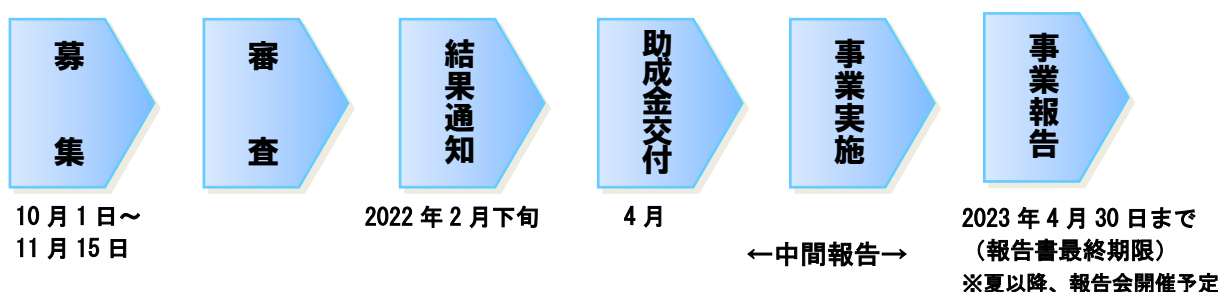 募集
審査
結果通知
助成金交付
事業実施
事業報告
10月1日～
11月15日
2022年2月下旬
4月
←中間報告→
2023年4月30日まで
（報告書最終期限）
※夏以降、報告会開催予定